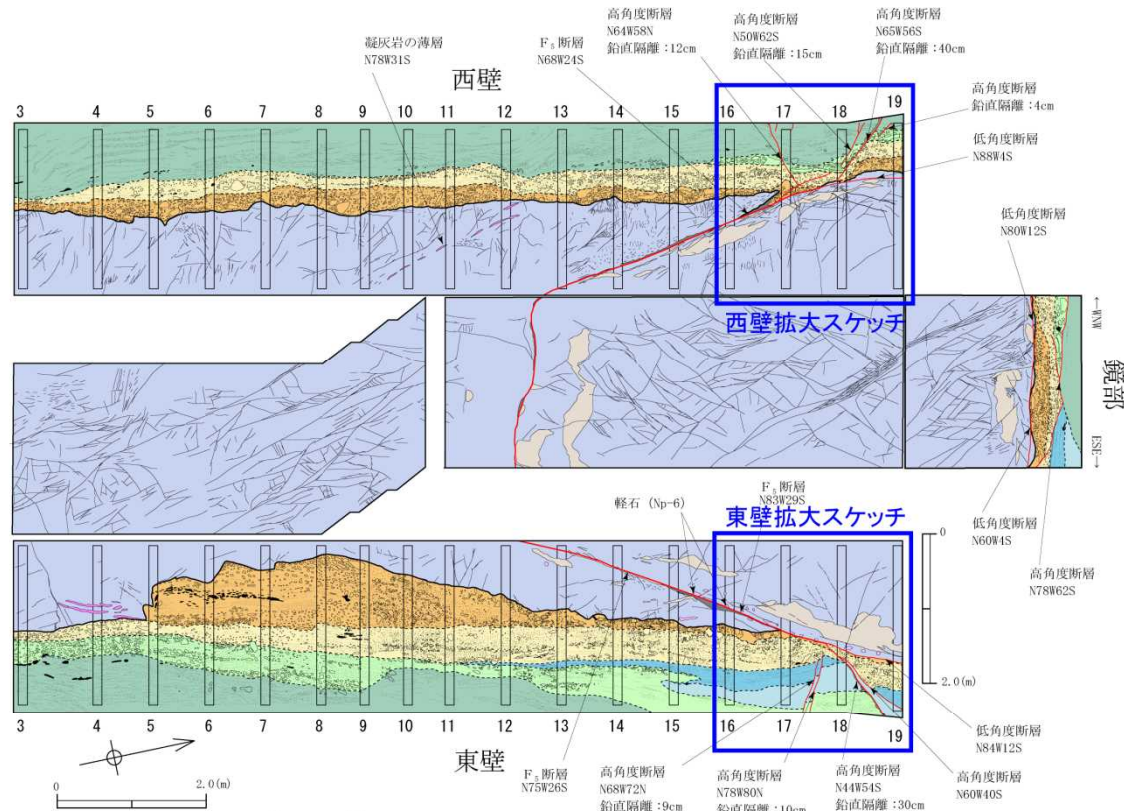 高角度断層
N64W58N
鉛直隔離：12cm
高角度断層
N50W62S
鉛直隔離：15cm
高角度断層
N65W56S
鉛直隔離：40cm
凝灰岩の薄層
N78W31S
F5断層
N68W24S
西壁
高角度断層
鉛直隔離：4cm
低角度断層
N88W4S
3 4 5 6 7 8 9 10 11 12 13 14 15 16 17 18 19
西壁拡大スケッチ
低角度断層
N80W12S
←WNW
鏡部
ESE→
低角度断層
N60W4S
高角度断層
N78W62S
軽石（Np-6）
F5断層
N83W29S
東壁拡大スケッチ
0
2.0(m)
3 4 5 6 7 8 9 10 11 12 13 14 15 16 17 18 19
東壁
0 2.0(m)
F5断層
N75W26S
高角度断層
N68W72N
鉛直隔離：9cm
高角度断層
N78W80N
鉛直隔離：10cm
高角度断層
N44W54S
鉛直隔離：30cm
高角度断層
N60W40S
低角度断層
N84W12S